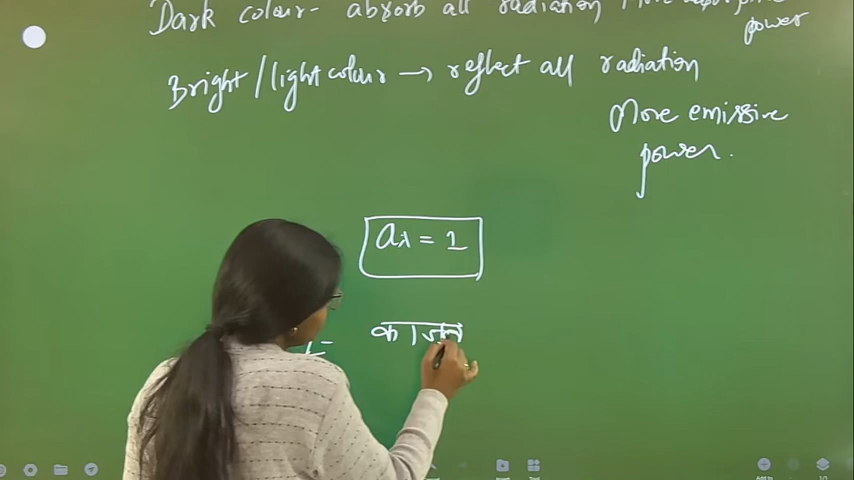 Dark colour- absorb all radiation
power
Bright/light colour → reflect all radiation
More emissive
power.
aλ = 1